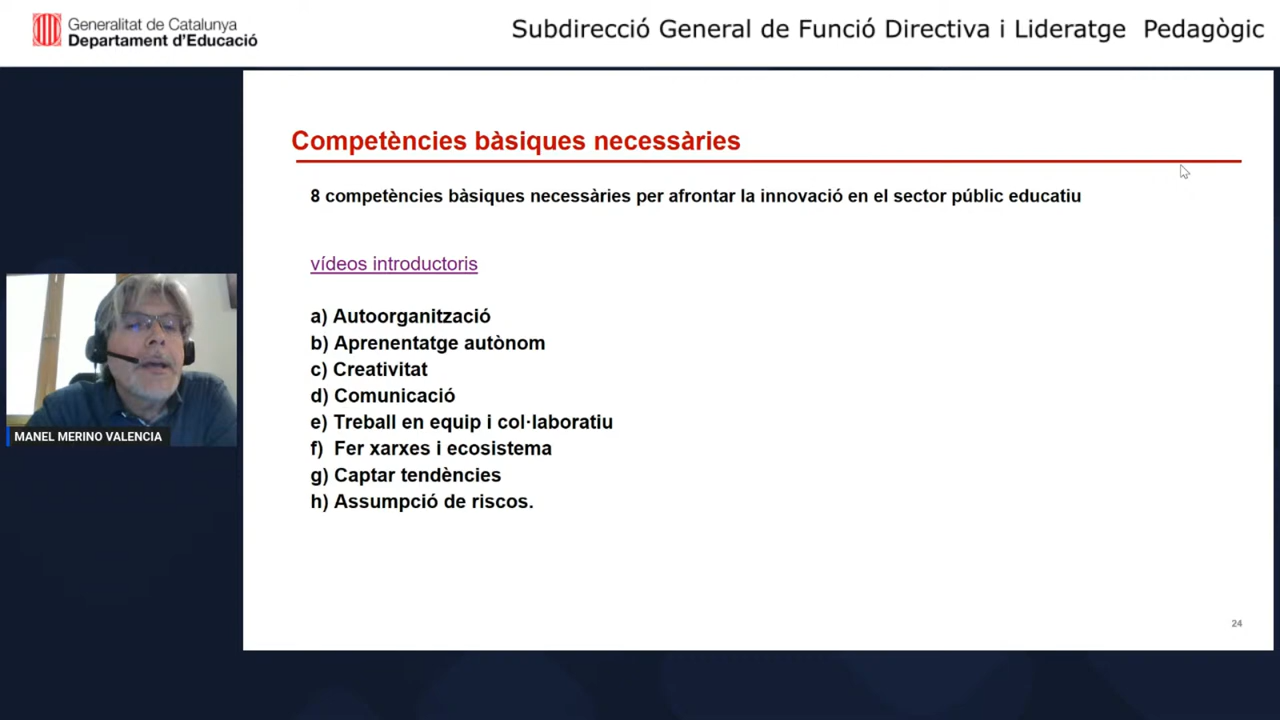 Generalitat de Catalunya
Departament d'Educació
Subdirecció General de Funció Directiva i Lideratge Pedagògic
Competències bàsiques necessàries
8 competències bàsiques necessàries per afrontar la innovació en el sector públic educatiu
vídeos introductoris
a) Autoorganització
b) Aprenentatge autònom
c) Creativitat
d) Comunicació
e) Treball en equip i col·laboratiu
f) Fer xarxes i ecosistema
g) Captar tendències
h) Assumpció de riscos.
MANEL MERINO VALENCIA
24